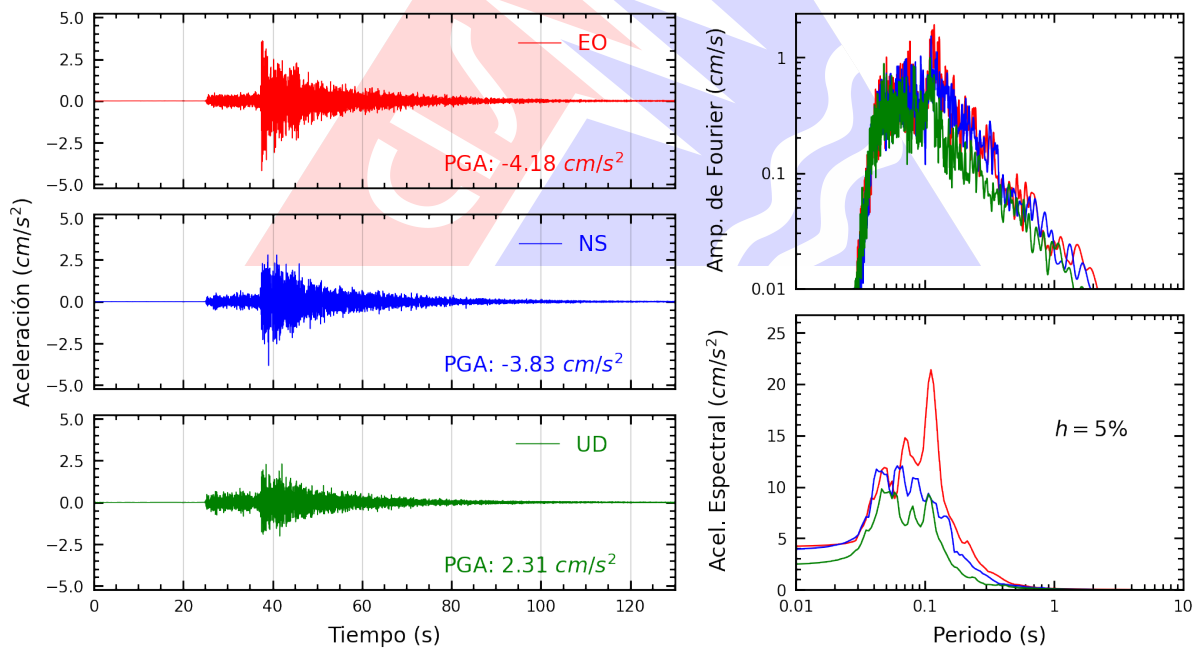 Aceleración (cm/s²)
5.0
2.5
0.0
−2.5
−5.0
EO
PGA: -4.18 cm/s²
5.0
2.5
0.0
−2.5
−5.0
NS
PGA: -3.83 cm/s²
5.0
2.5
0.0
−2.5
−5.0
UD
PGA: 2.31 cm/s²
0 20 40 60 80 100 120
Tiempo (s)
Amp. de Fourier (cm/s)
1
0.1
0.01
Acel. Espectral (cm/s²)
25
20
15
10
5
0
h = 5%
0.01 0.1 1 10
Periodo (s)
CIS